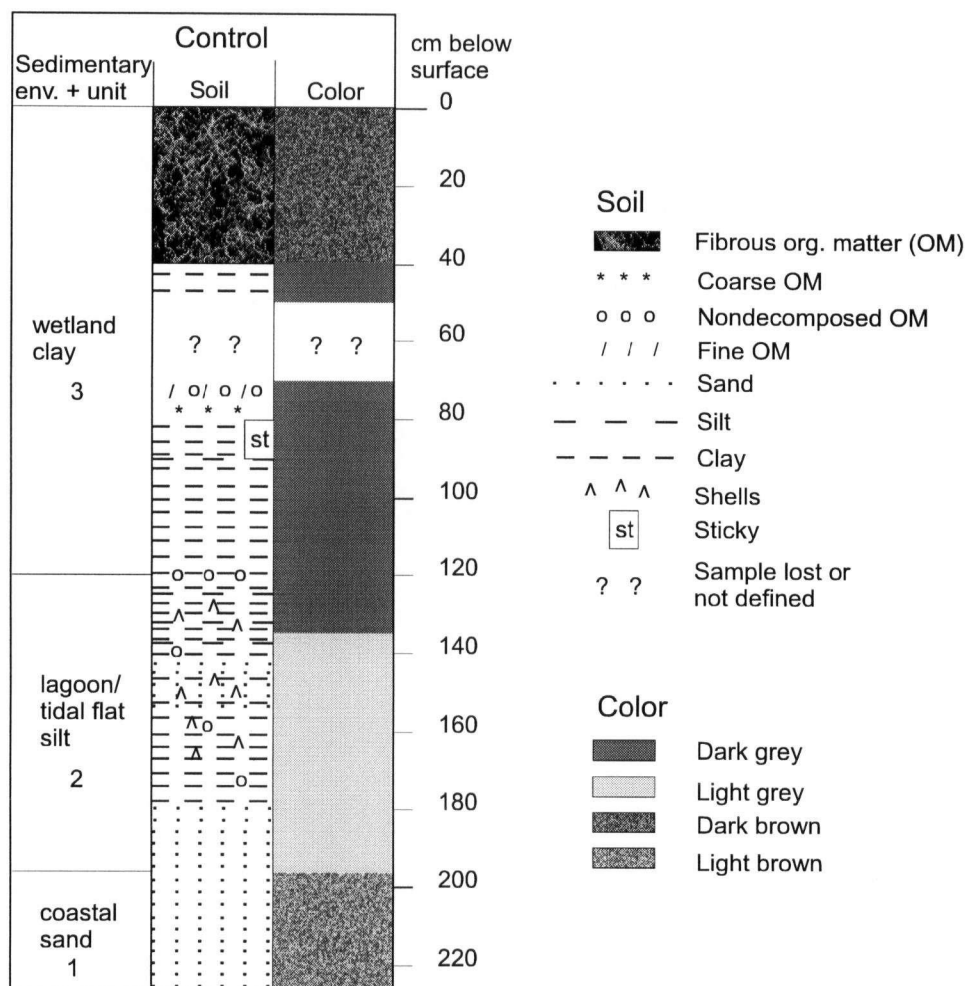 Control
Sedimentary
env. + unit
Soil
Color
cm below
surface
0
20
40
60
80
100
120
140
160
180
200
220
wetland
clay
3
lagoon/
tidal flat
silt
2
coastal
sand
1
? ?
? ?
/ o / o / o
* * *
st
o o o
^ ^ ^
o
^ ^ ^
^ o
^ ^
o
Soil
Fibrous org. matter (OM)
* * * Coarse OM
o o o Nondecomposed OM
/ / / Fine OM
Sand
Silt
Clay
^ ^ ^ Shells
st Sticky
? ? Sample lost or
not defined
Color
Dark grey
Light grey
Dark brown
Light brown